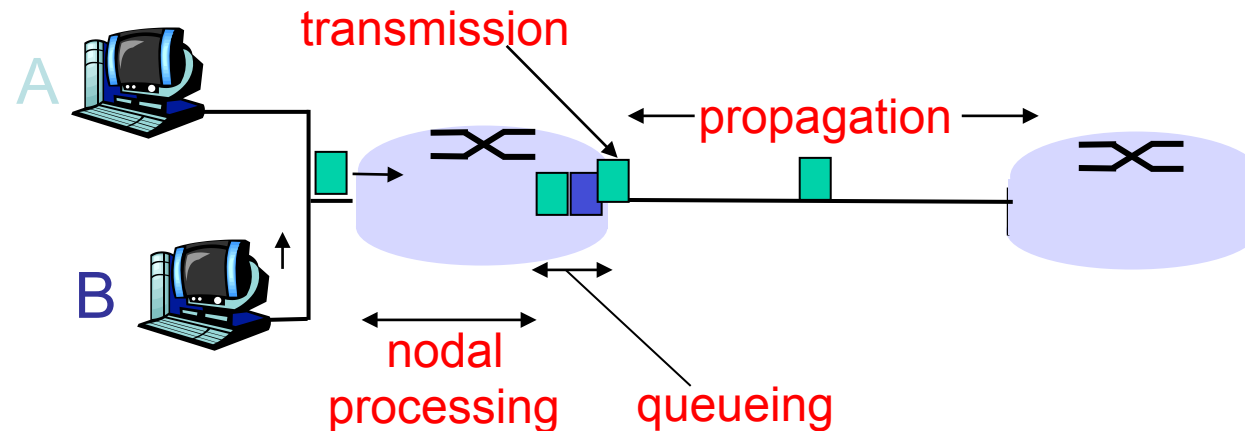 transmission
A
propagation
B
nodal
processing
queueing